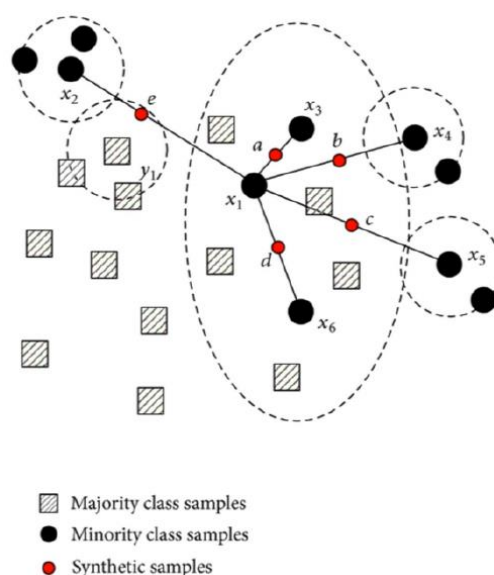 x3
x2
e
a
b
x4
y1
x1
c
d
x5
x6
Majority class samples
Minority class samples
Synthetic samples